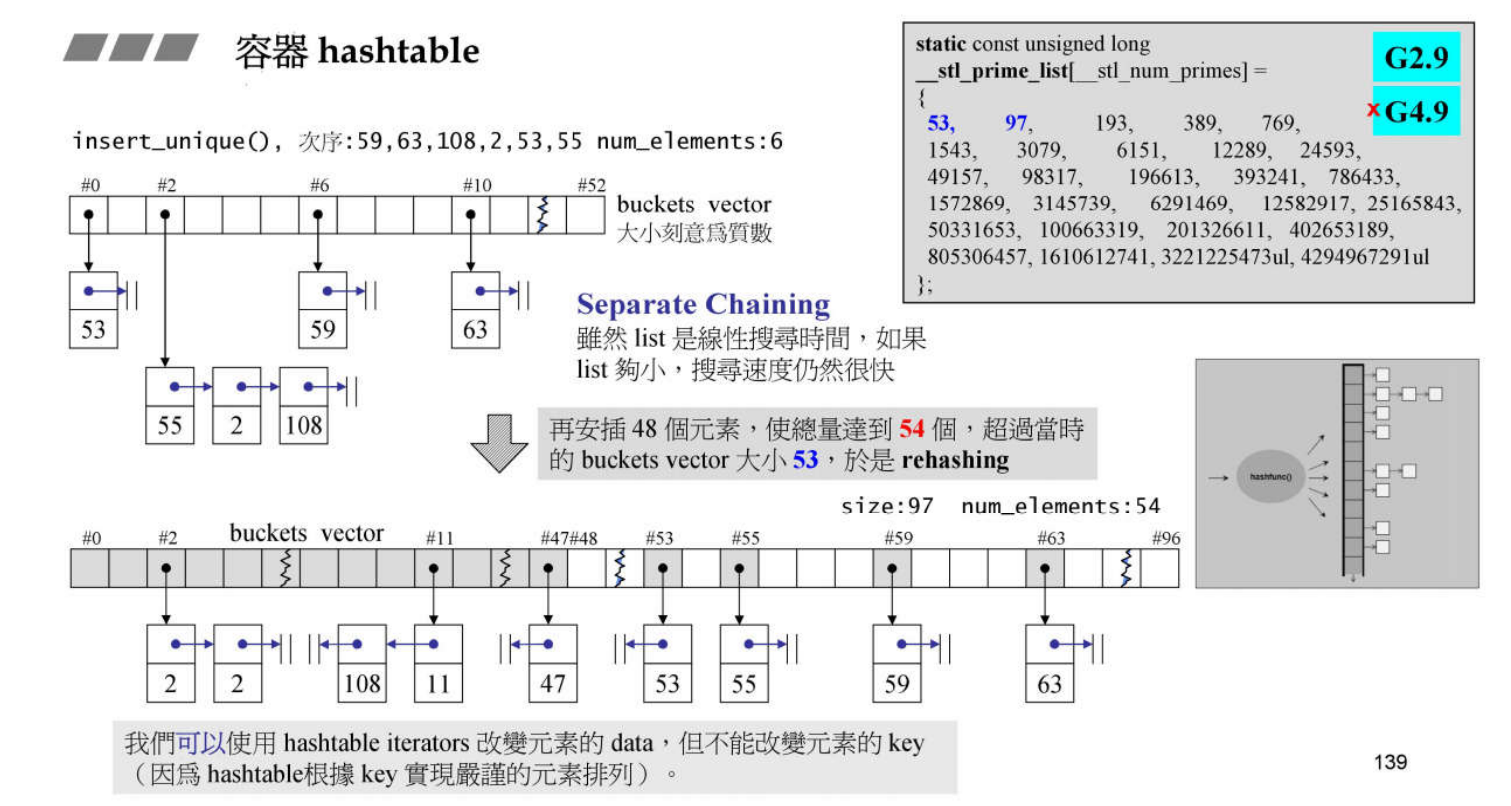 容器 hashtable
static const unsigned long
__stl_prime_list[__stl_num_primes] =
{
53, 97, 193, 389, 769,
1543, 3079, 6151, 12289, 24593,
49157, 98317, 196613, 393241, 786433,
1572869, 3145739, 6291469, 12582917, 25165843,
50331653, 100663319, 201326611, 402653189,
805306457, 1610612741, 3221225473ul, 4294967291ul
};
G2.9
x G4.9
insert_unique(), 次序:59,63,108,2,53,55 num_elements:6
#0 #2 #6 #10 #52
buckets vector
大小刻意爲質數
53 59 63
55 2 108
Separate Chaining
雖然 list 是線性搜尋時間，如果
list 夠小，搜尋速度仍然很快
再安插 48 個元素，使總量達到 54 個，超過當時
的 buckets vector 大小 53，於是 rehashing
hashfunc()
size:97 num_elements:54
buckets vector
#0 #2 #11 #47#48 #53 #55 #59 #63 #96
2 2 108 11 47 53 55 59 63
我們可以使用 hashtable iterators 改變元素的 data，但不能改變元素的 key
（因爲 hashtable根據 key 實現嚴謹的元素排列）。
139